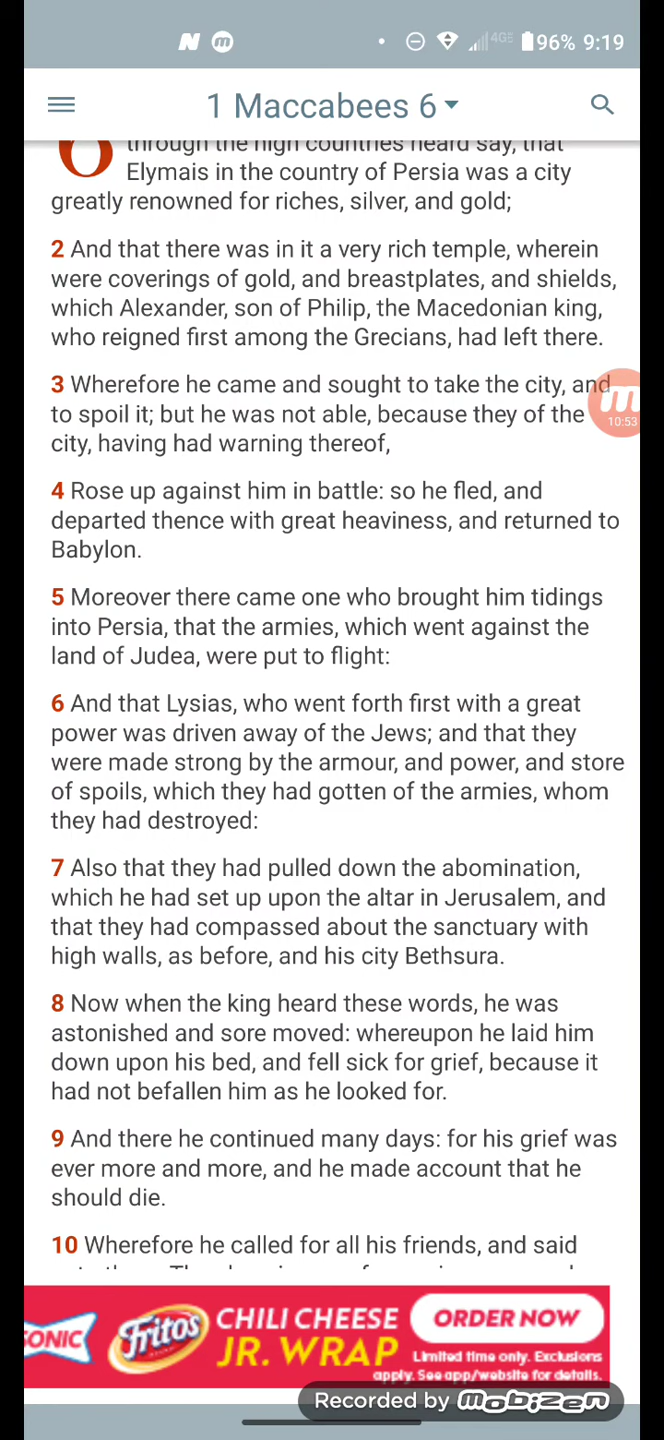 N m 4G5 96% 9:19
1 Maccabees 6
through the high countries heard say, that
Elymais in the country of Persia was a city
greatly renowned for riches, silver, and gold;
2 And that there was in it a very rich temple, wherein
were coverings of gold, and breastplates, and shields,
which Alexander, son of Philip, the Macedonian king,
who reigned first among the Grecians, had left there.
3 Wherefore he came and sought to take the city, and
to spoil it; but he was not able, because they of the
city, having had warning thereof,
m
10:53
4 Rose up against him in battle: so he fled, and
departed thence with great heaviness, and returned to
Babylon.
5 Moreover there came one who brought him tidings
into Persia, that the armies, which went against the
land of Judea, were put to flight:
6 And that Lysias, who went forth first with a great
power was driven away of the Jews; and that they
were made strong by the armour, and power, and store
of spoils, which they had gotten of the armies, whom
they had destroyed:
7 Also that they had pulled down the abomination,
which he had set up upon the altar in Jerusalem, and
that they had compassed about the sanctuary with
high walls, as before, and his city Bethsura.
8 Now when the king heard these words, he was
astonished and sore moved: whereupon he laid him
down upon his bed, and fell sick for grief, because it
had not befallen him as he looked for.
9 And there he continued many days: for his grief was
ever more and more, and he made account that he
should die.
10 Wherefore he called for all his friends, and said
SONIC
Fritos
CHILI CHEESE
JR. WRAP
ORDER NOW
Limited time only. Exclusions
apply. See app/website for details.
Recorded by mobizen